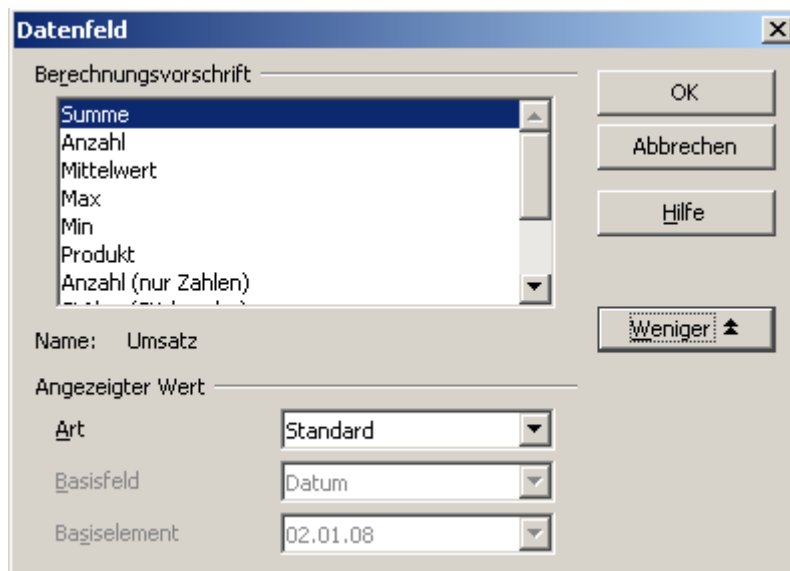 Datenfeld
Berechnungsvorschrift
Summe
Anzahl
Mittelwert
Max
Min
Produkt
Anzahl (nur Zahlen)
OK
Abbrechen
Hilfe
Weniger
Name: Umsatz
Angezeigter Wert
Art Standard
Basisfeld Datum
Basiselement 02.01.08